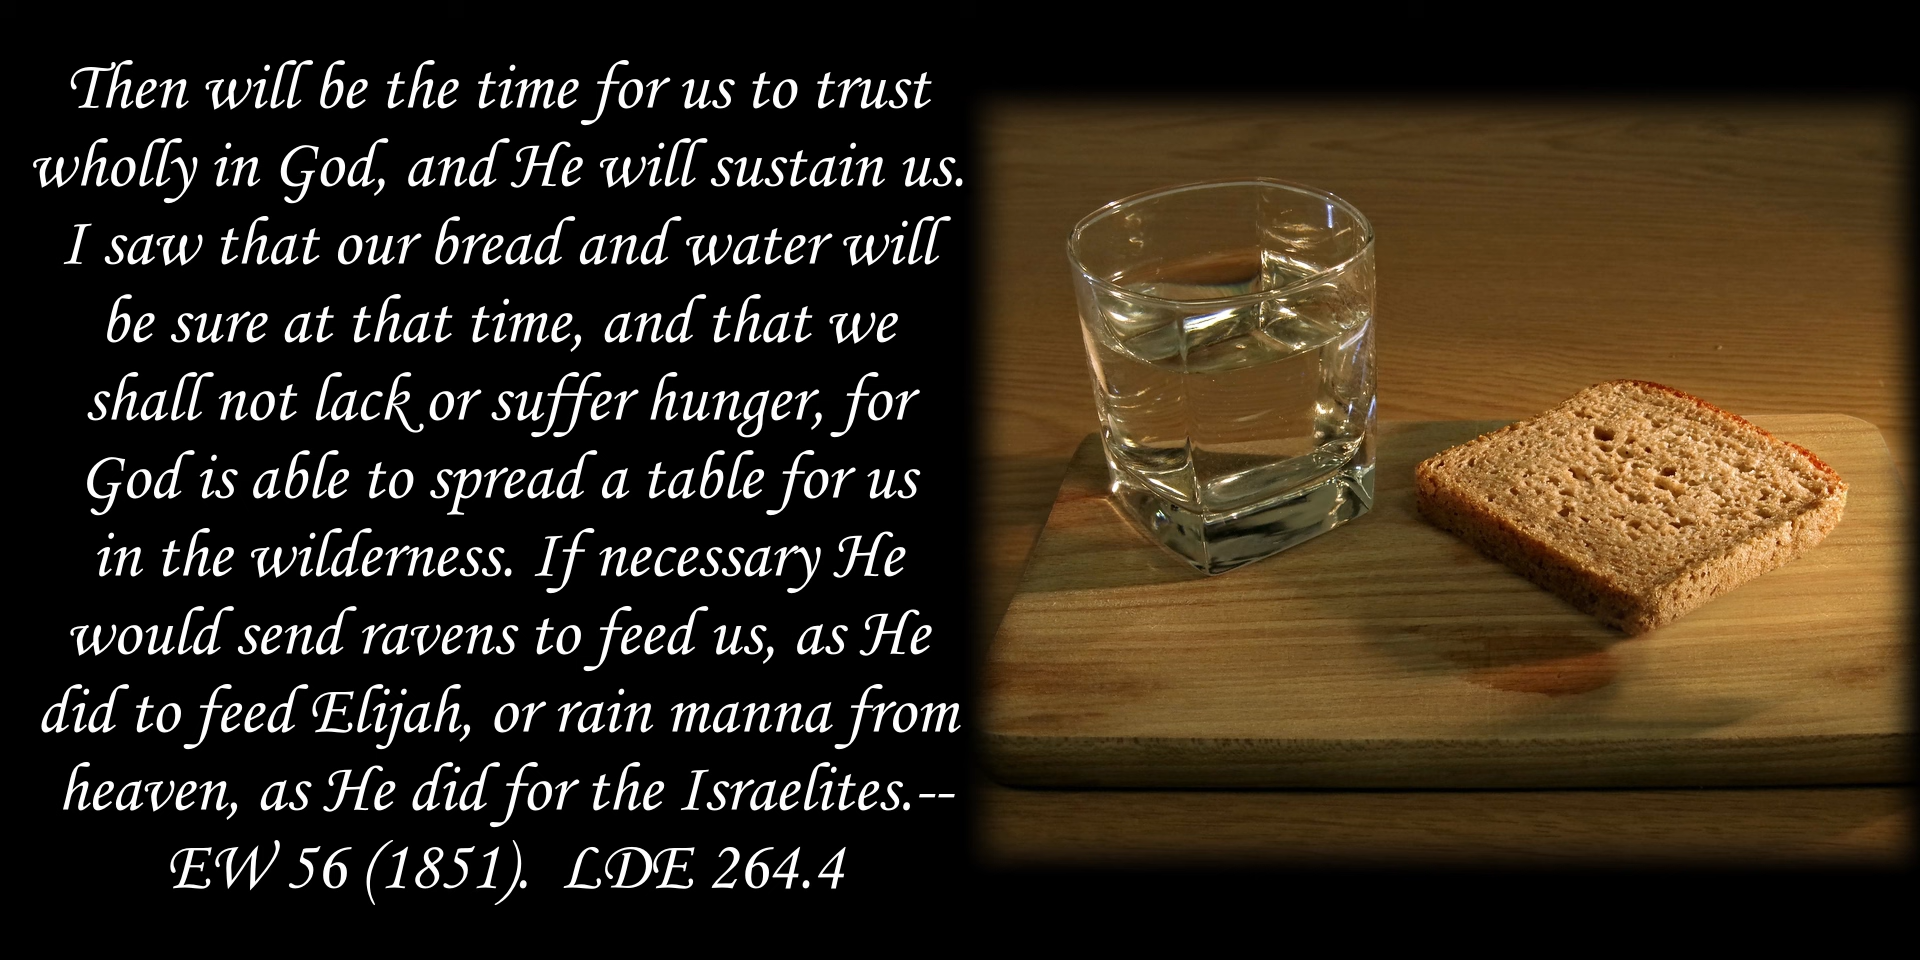 Then will be the time for us to trust
wholly in God, and He will sustain us.
I saw that our bread and water will
be sure at that time, and that we
shall not lack or suffer hunger, for
God is able to spread a table for us
in the wilderness. If necessary He
would send ravens to feed us, as He
did to feed Elijah, or rain manna from
heaven, as He did for the Israelites.--
EW 56 (1851).  LDE 264.4